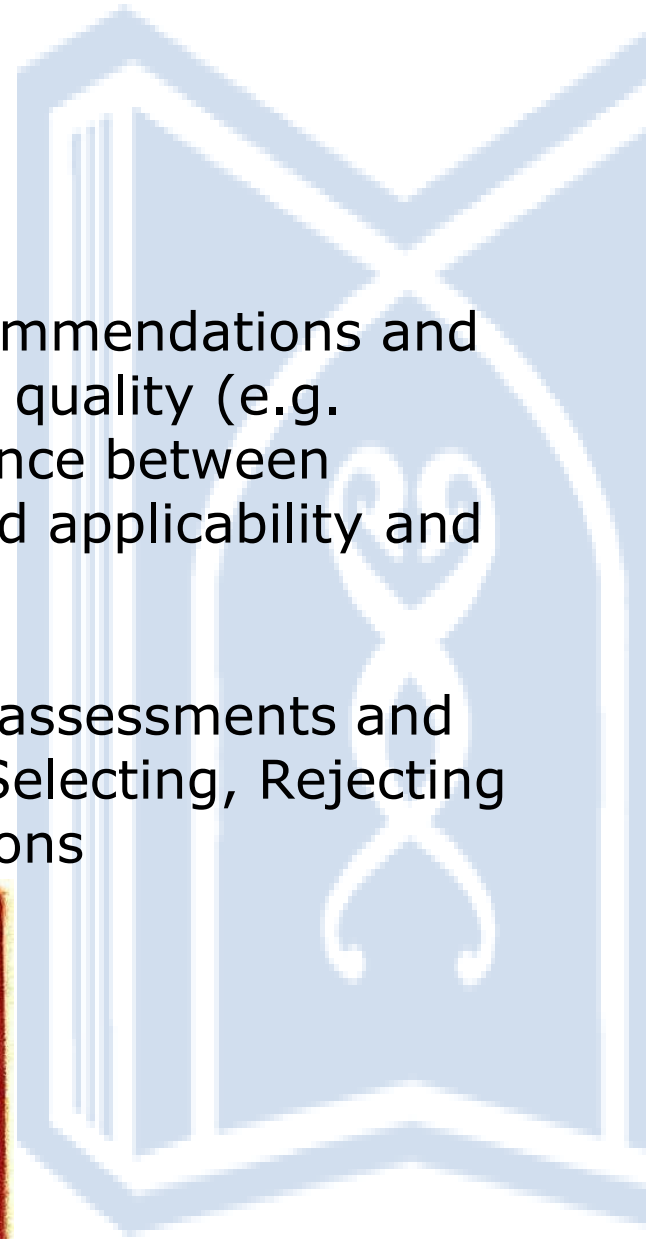 mmendations and
quality (e.g.
nce between
d applicability and
assessments and
Selecting, Rejecting
ons